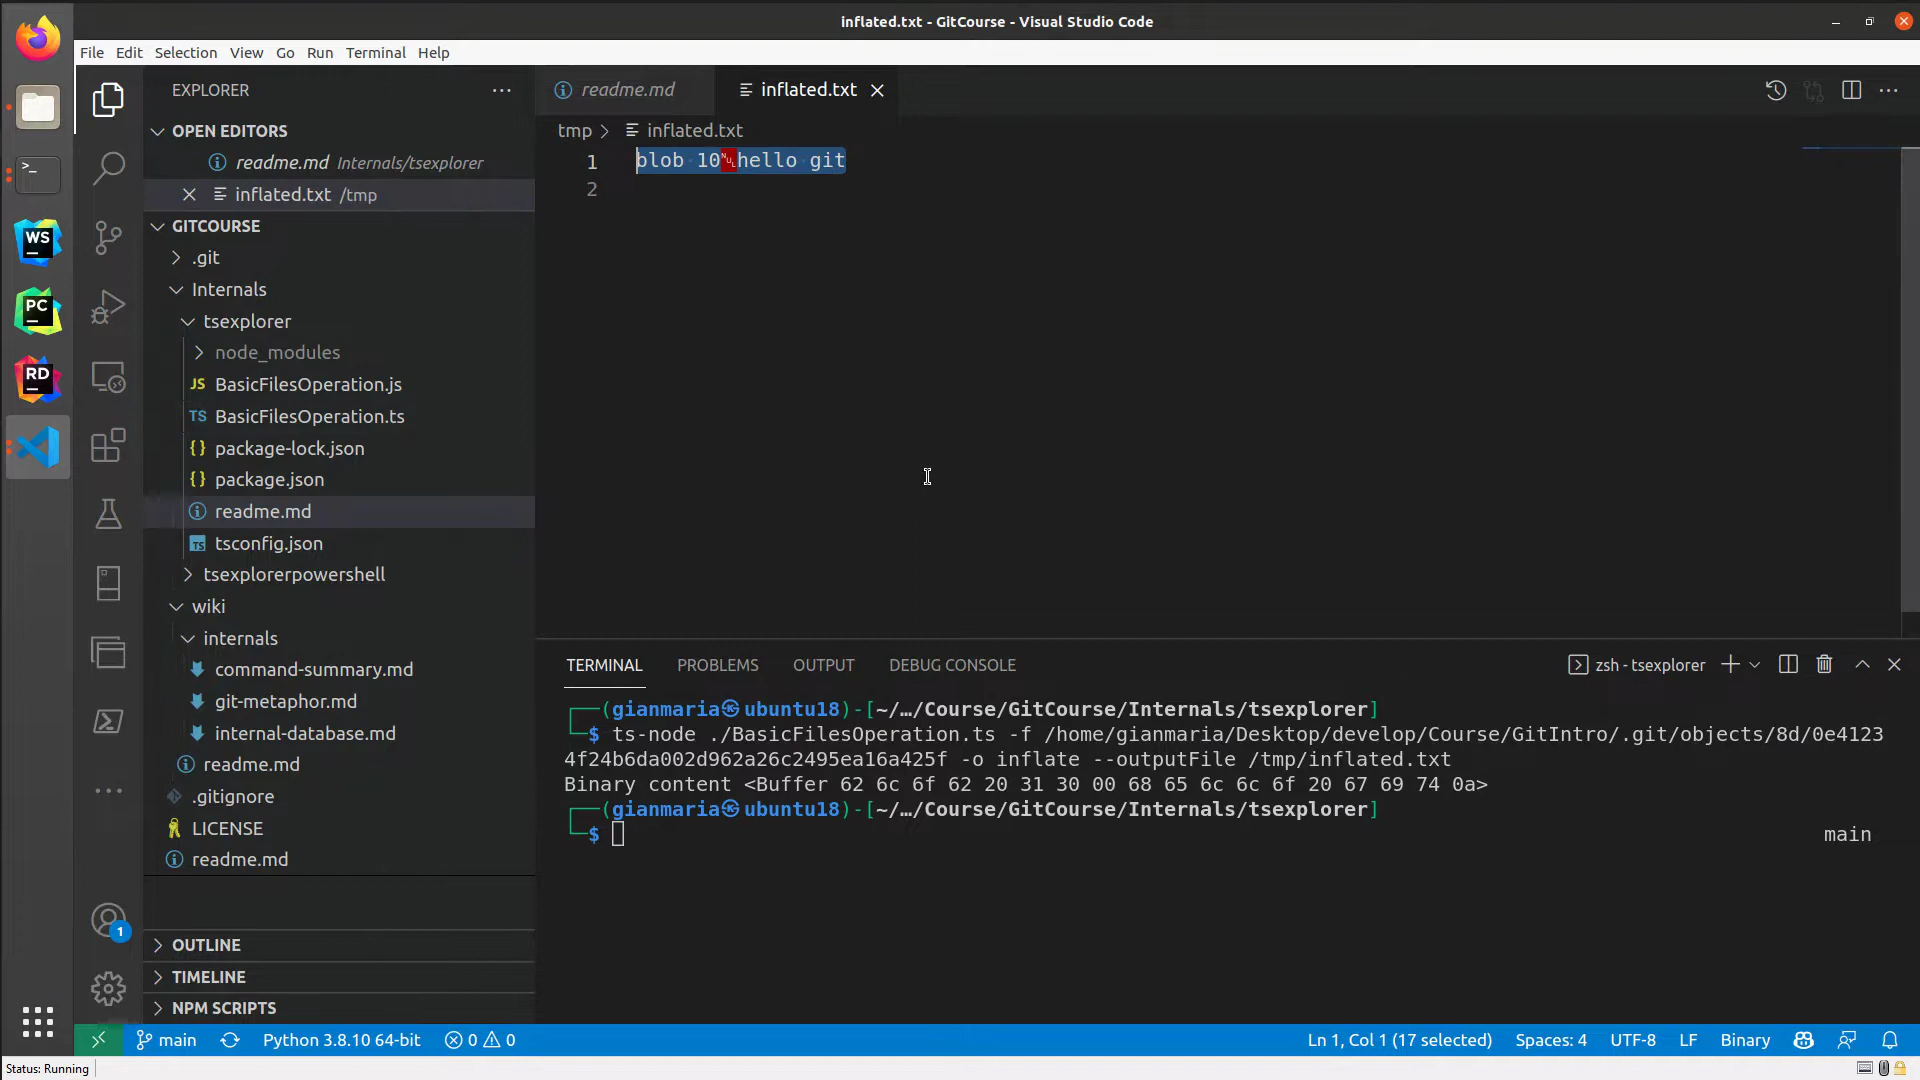 inflated.txt - GitCourse - Visual Studio Code
File Edit Selection View Go Run Terminal Help
EXPLORER
OPEN EDITORS
readme.md Internals/tsexplorer
inflated.txt /tmp
GITCOURSE
.git
Internals
tsexplorer
node_modules
JS BasicFilesOperation.js
TS BasicFilesOperation.ts
{} package-lock.json
{} package.json
readme.md
TS tsconfig.json
tsexplorerpowershell
wiki
internals
command-summary.md
git-metaphor.md
internal-database.md
readme.md
.gitignore
LICENSE
readme.md
OUTLINE
TIMELINE
NPM SCRIPTS
WS
PC
RD
1
readme.md inflated.txt
tmp > inflated.txt
1 blob 10NULhello git
2
TERMINAL PROBLEMS OUTPUT DEBUG CONSOLE zsh - tsexplorer
(gianmaria㉿ubuntu18)-[~/…/Course/GitCourse/Internals/tsexplorer]
$ ts-node ./BasicFilesOperation.ts -f /home/gianmaria/Desktop/develop/Course/GitIntro/.git/objects/8d/0e4123
4f24b6da002d962a26c2495ea16a425f -o inflate --outputFile /tmp/inflated.txt
Binary content <Buffer 62 6c 6f 62 20 31 30 00 68 65 6c 6c 6f 20 67 69 74 0a>
(gianmaria㉿ubuntu18)-[~/…/Course/GitCourse/Internals/tsexplorer]
$ main
main Python 3.8.10 64-bit 0 0 Ln 1, Col 1 (17 selected) Spaces: 4 UTF-8 LF Binary
Status: Running